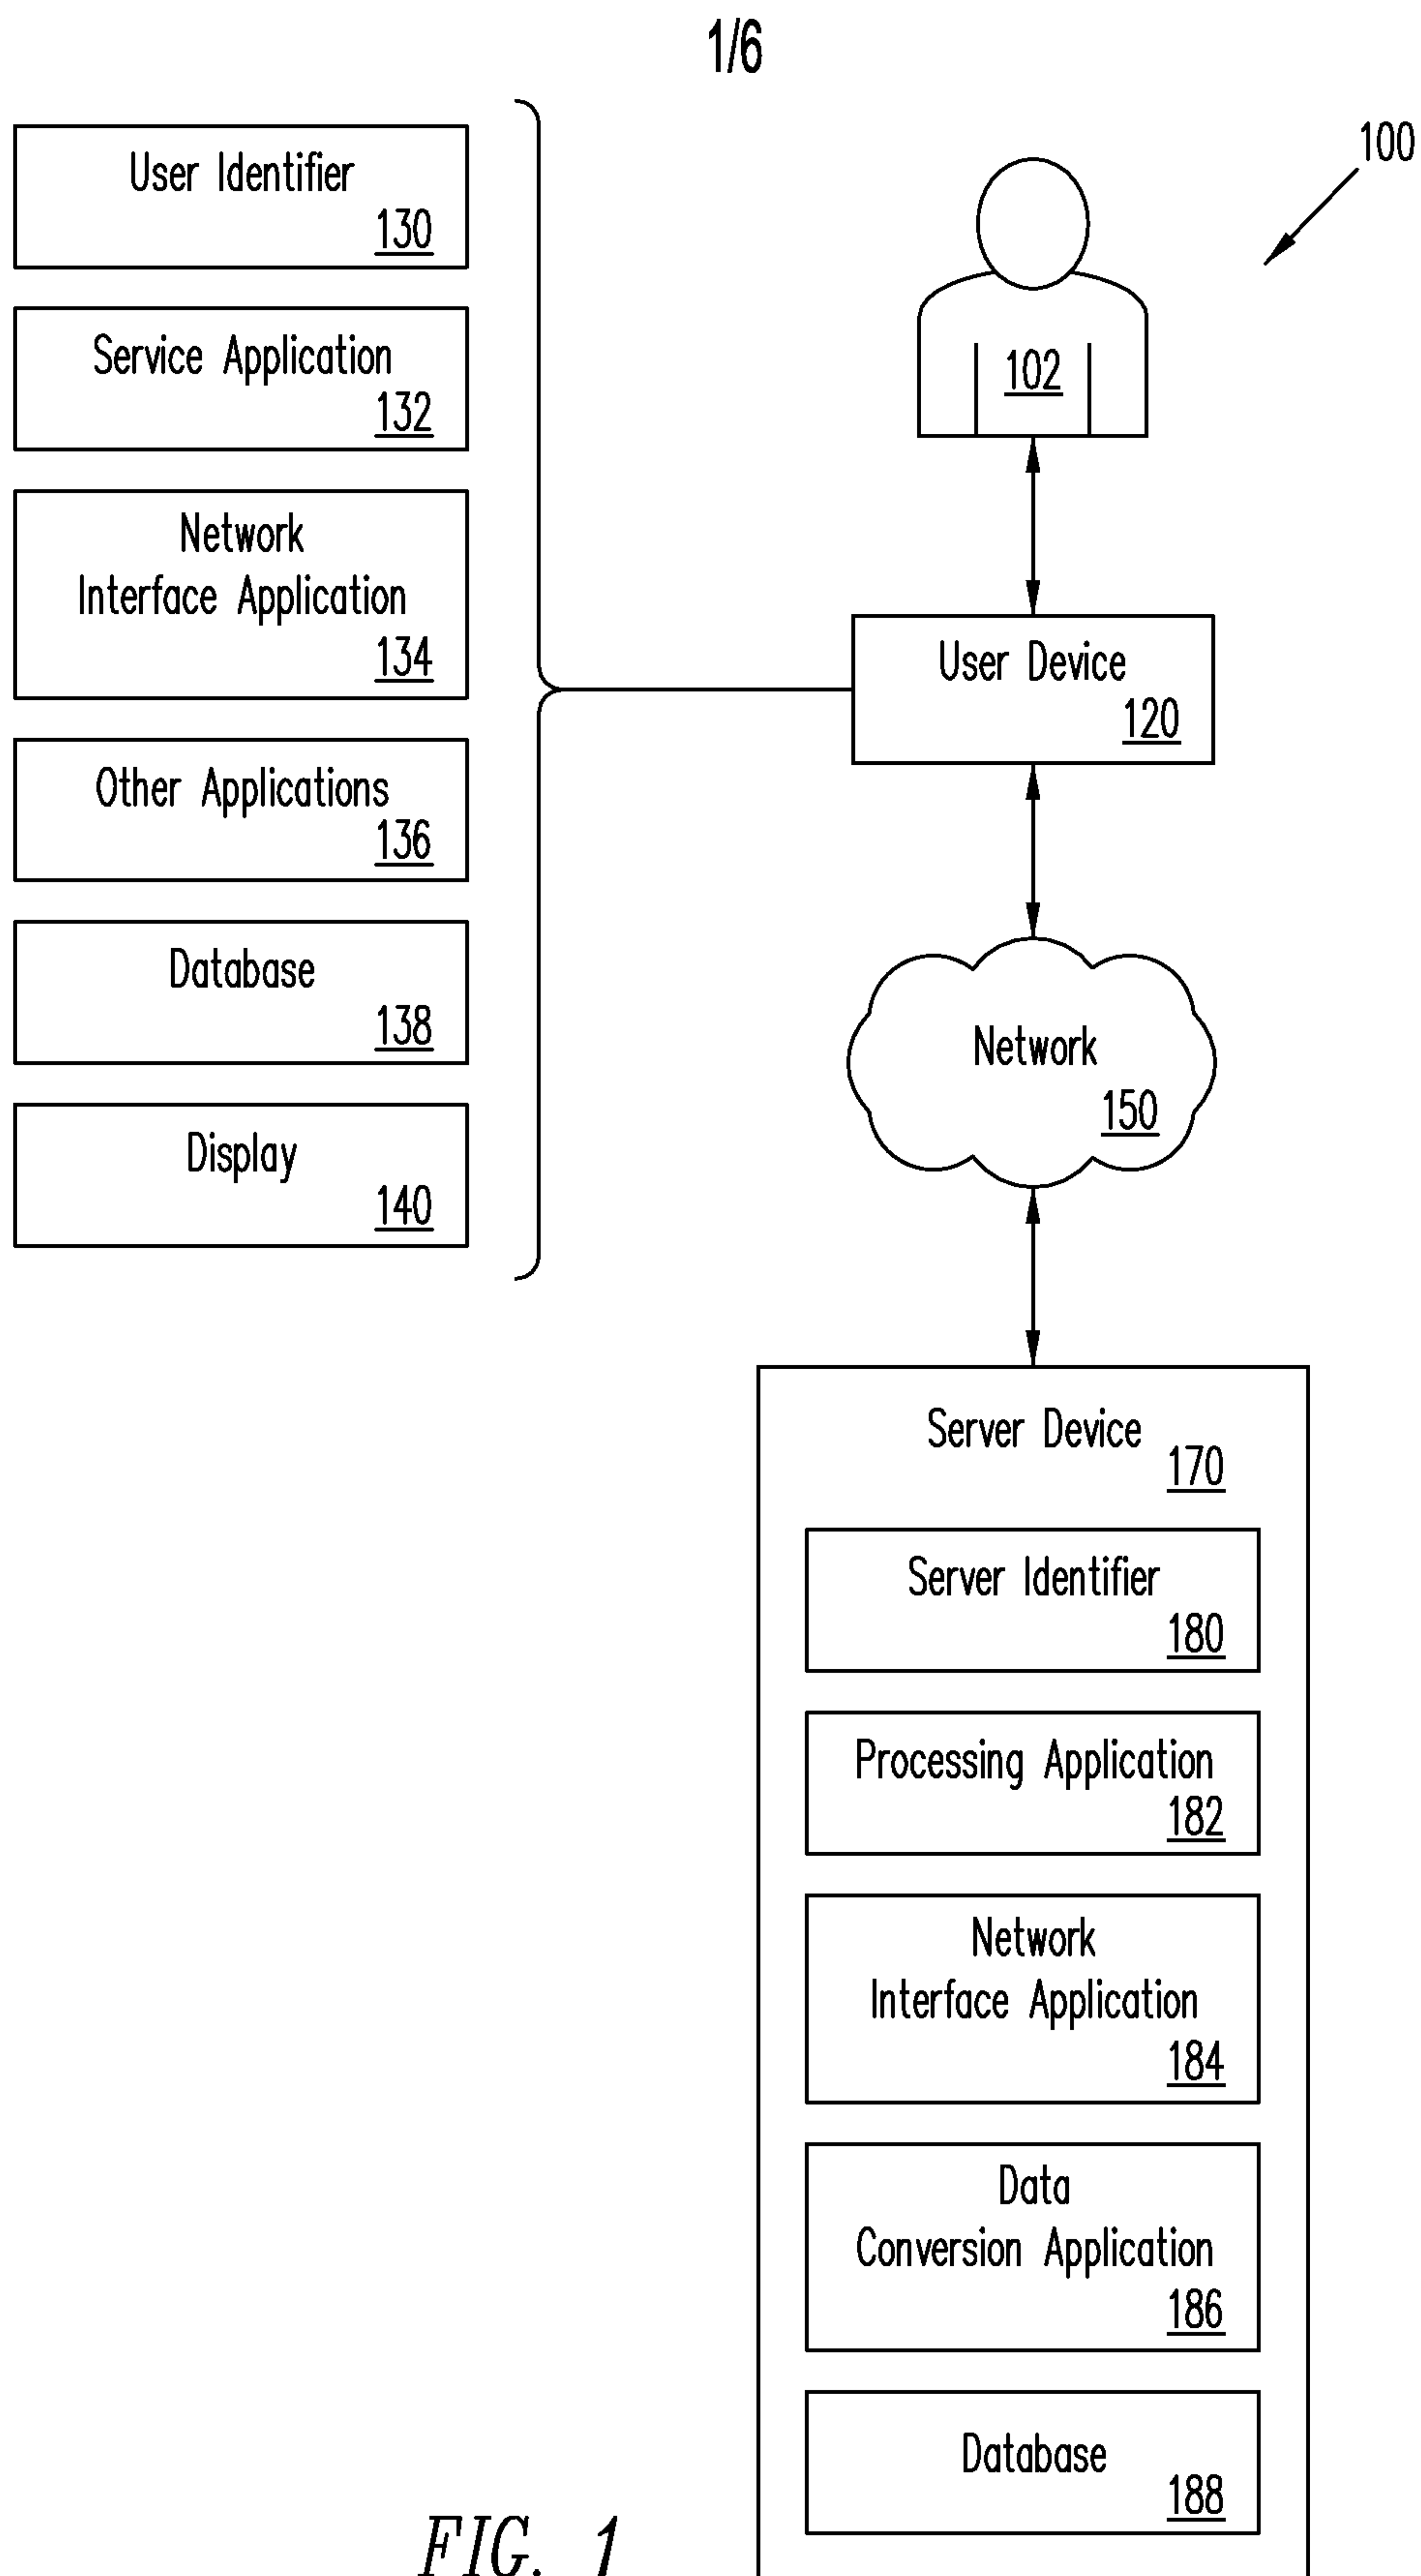 1/6
100
User Identifier
130
Service Application
132
Network
Interface Application
134
Other Applications
136
Database
138
Display
140
102
User Device
120
Network
150
Server Device
170
Server Identifier
180
Processing Application
182
Network
Interface Application
184
Data
Conversion Application
186
Database
188
FIG. 1